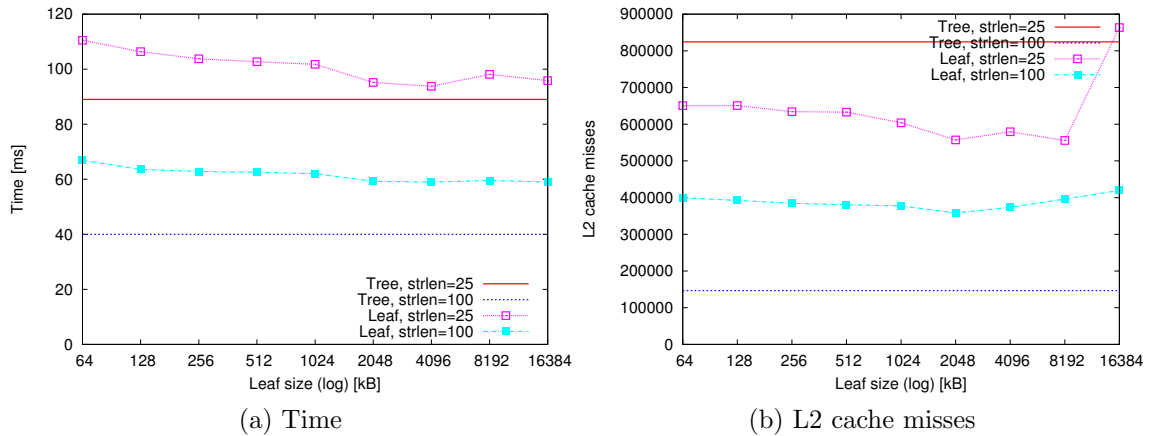 120
100
80
60
40
20
0
Time [ms]
64 128 256 512 1024 2048 4096 8192 16384
Leaf size (log) [kB]
Tree, strlen=25
Tree, strlen=100
Leaf, strlen=25
Leaf, strlen=100
(a) Time
900000
800000
700000
600000
500000
400000
300000
200000
100000
0
L2 cache misses
64 128 256 512 1024 2048 4096 8192 16384
Leaf size (log) [kB]
Tree, strlen=25
Tree, strlen=100
Leaf, strlen=25
Leaf, strlen=100
(b) L2 cache misses